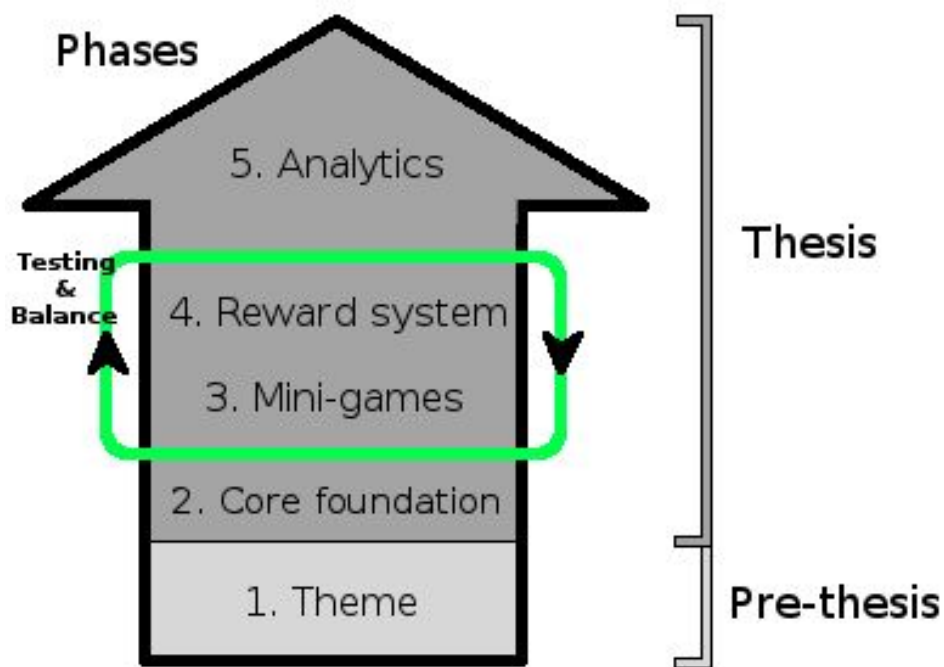 Phases
5. Analytics
Testing
&
Balance
4. Reward system
3. Mini-games
2. Core foundation
1. Theme
Thesis
Pre-thesis